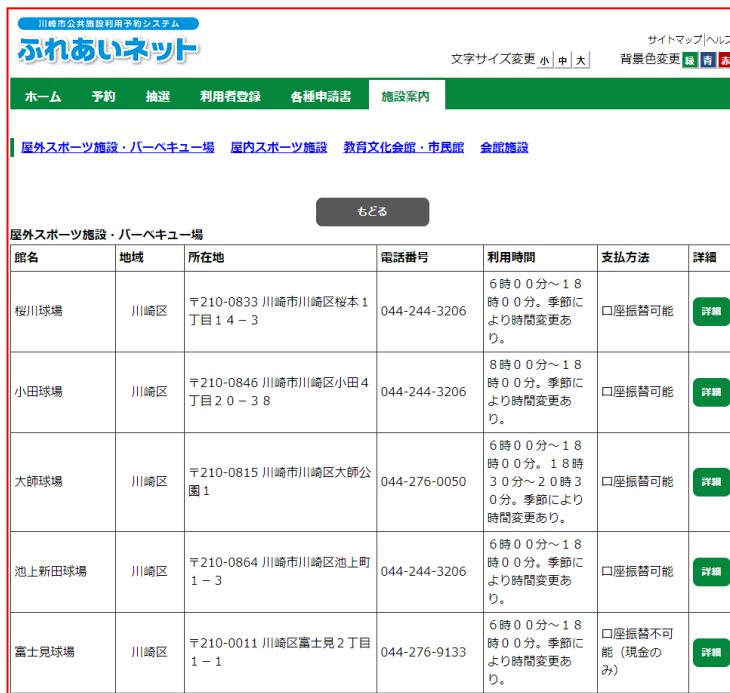 川崎市公共施設利用予約システム
ふれあいネット
サイトマップ|ヘルプ
文字サイズ変更 小 中 大 背景色変更 緑 青 赤
ホーム 予約 抽選 利用者登録 各種申請書 施設案内
屋外スポーツ施設・バーベキュー場 屋内スポーツ施設 教育文化会館・市民館 会館施設
もどる
屋外スポーツ施設・バーベキュー場
館名 地域 所在地 電話番号 利用時間 支払方法 詳細
桜川球場 川崎区
〒210-0833 川崎市川崎区桜本１
丁目１４－３
044-244-3206
６時００分～１８
時００分。季節に
より時間変更あ
り。
口座振替可能 詳細
小田球場 川崎区
〒210-0846 川崎市川崎区小田４
丁目２０－３８
044-244-3206
８時００分～１８
時００分。季節に
より時間変更あ
り。
口座振替可能 詳細
大師球場 川崎区
〒210-0815 川崎市川崎区大師公
園１
044-276-0050
６時００分～１８
時００分。１８時
３０分～２０時３
０分。季節により
時間変更あり。
口座振替可能 詳細
池上新田球場 川崎区
〒210-0864 川崎市川崎区池上町
１－３
044-244-3206
６時００分～１８
時００分。季節に
より時間変更あ
り。
口座振替可能 詳細
富士見球場 川崎区
〒210-0011 川崎区富士見２丁目
１－１
044-276-9133
６時００分～１８
時００分。季節に
より時間変更あ
り。
口座振替不可
能（現金の
み）
詳細